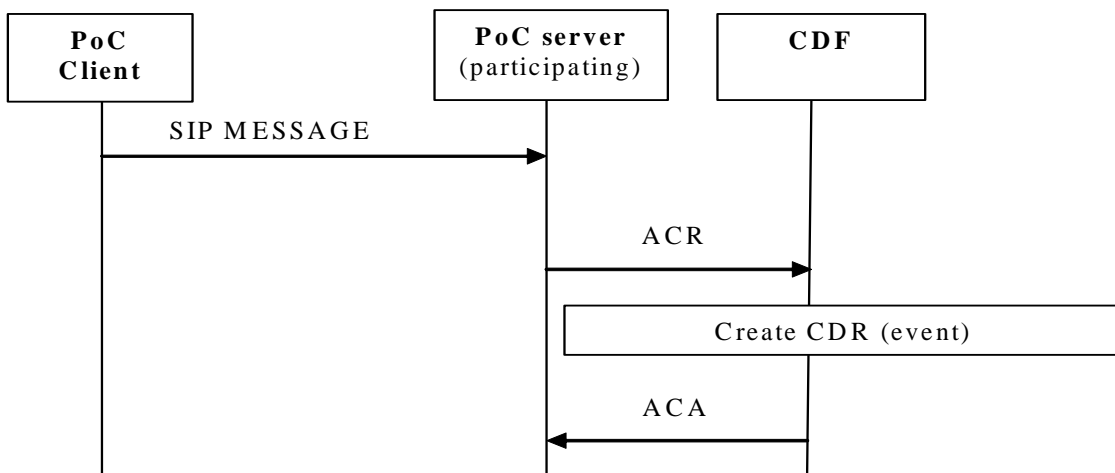 PoC
Client
PoC server
(participating)
CDF
SIP MESSAGE
ACR
Create CDR (event)
ACA